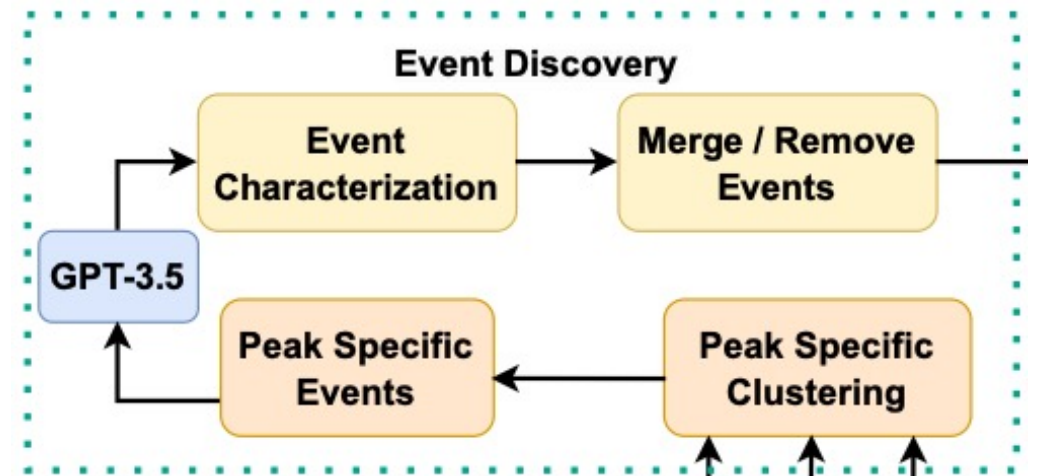 Event Discovery
Event
Characterization
Merge / Remove
Events
GPT-3.5
Peak Specific
Events
Peak Specific
Clustering